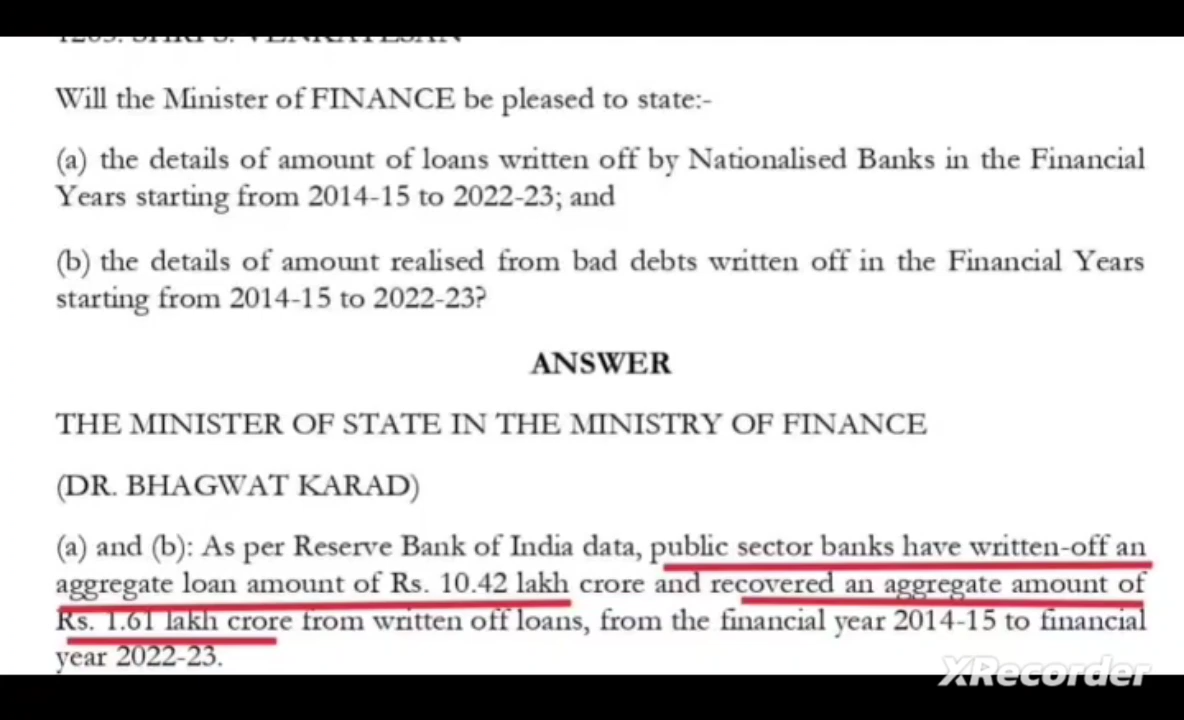 1263. SHRI S. VENKATESAN
Will the Minister of FINANCE be pleased to state:-
(a) the details of amount of loans written off by Nationalised Banks in the Financial
Years starting from 2014-15 to 2022-23; and
(b) the details of amount realised from bad debts written off in the Financial Years
starting from 2014-15 to 2022-23?
ANSWER
THE MINISTER OF STATE IN THE MINISTRY OF FINANCE
(DR. BHAGWAT KARAD)
(a) and (b): As per Reserve Bank of India data, public sector banks have written-off an
aggregate loan amount of Rs. 10.42 lakh crore and recovered an aggregate amount of
Rs. 1.61 lakh crore from written off loans, from the financial year 2014-15 to financial
year 2022-23.
XRecorder